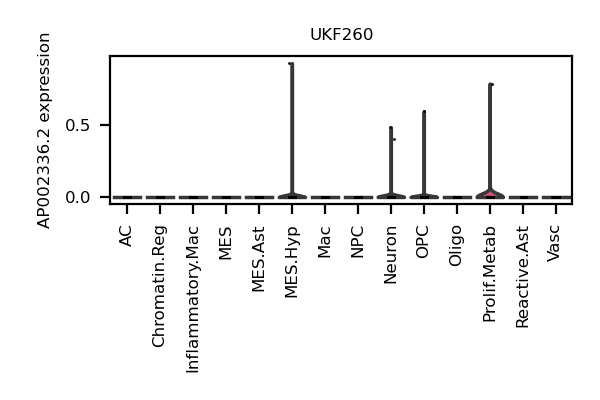 UKF260
AP002336.2 expression
0.5
0.0
AC
Chromatin.Reg
Inflammatory.Mac
MES
MES.Ast
MES.Hyp
Mac
NPC
Neuron
OPC
Oligo
Prolif.Metab
Reactive.Ast
Vasc